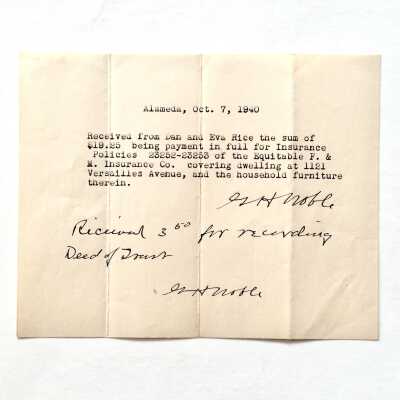 Alameda, Oct. 7, 1940
Received from Dan and Eva Rice the sum of
$19.25 being payment in full for Insurance
Policies 23252-23253 of the Equitable F. &
M. Insurance Co. covering dwelling at 1121
Versailles Avenue, and the household furniture
therein.
G H Noble
Received 3 50 for recording
Deed of Trust
G H Noble